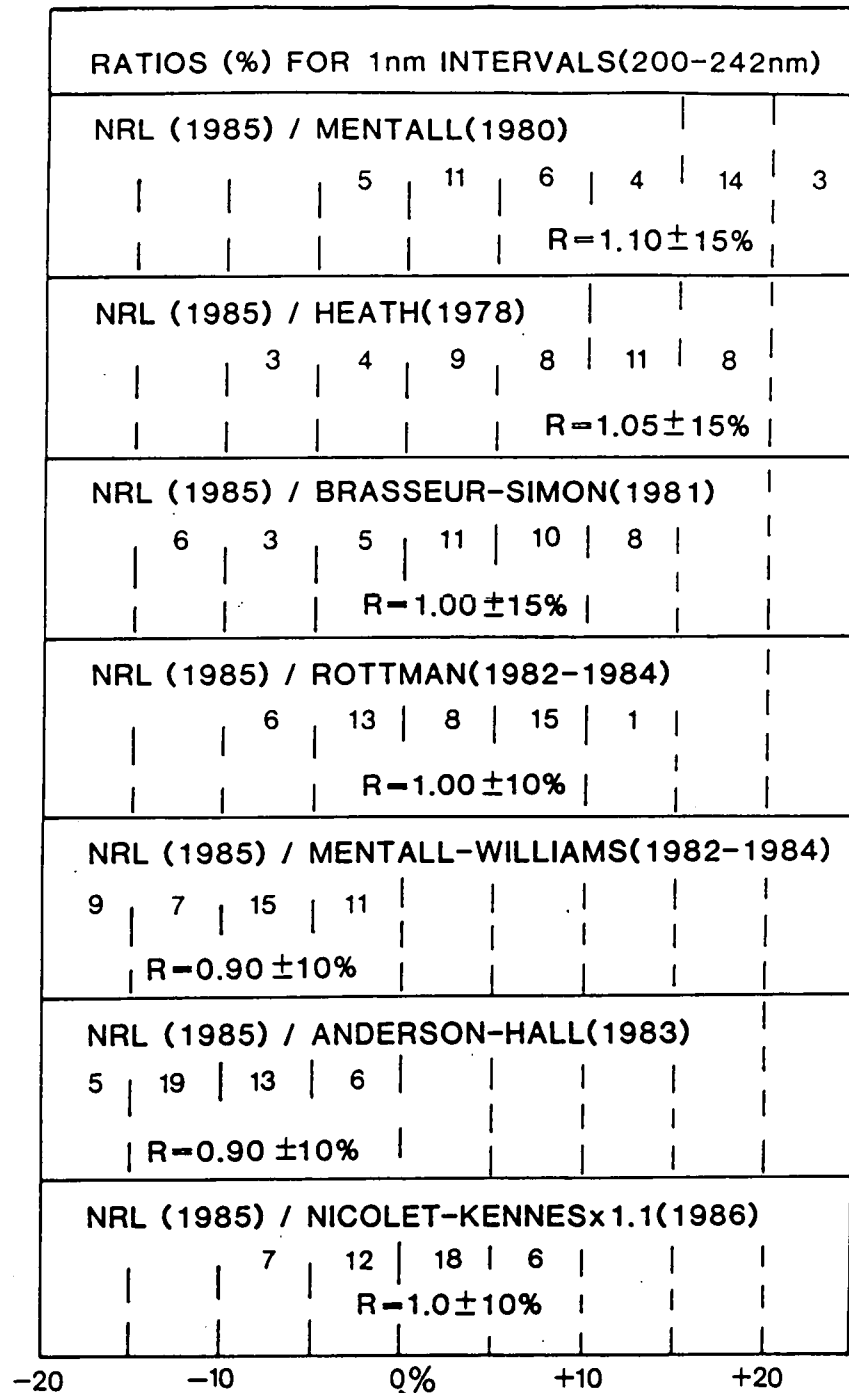 RATIOS (%) FOR 1nm INTERVALS(200-242nm)
NRL (1985) / MENTALL(1980)
5 11 6 4 14 3
R=1.10±15%
NRL (1985) / HEATH(1978)
3 4 9 8 11 8
R=1.05±15%
NRL (1985) / BRASSEUR-SIMON(1981)
6 3 5 11 10 8
R=1.00±15%
NRL (1985) / ROTTMAN(1982-1984)
6 13 8 15 1
R=1.00±10%
NRL (1985) / MENTALL-WILLIAMS(1982-1984)
9 7 15 11
R=0.90±10%
NRL (1985) / ANDERSON-HALL(1983)
5 19 13 6
R=0.90±10%
NRL (1985) / NICOLET-KENNESx1.1(1986)
7 12 18 6
R=1.0±10%
-20 -10 0% +10 +20